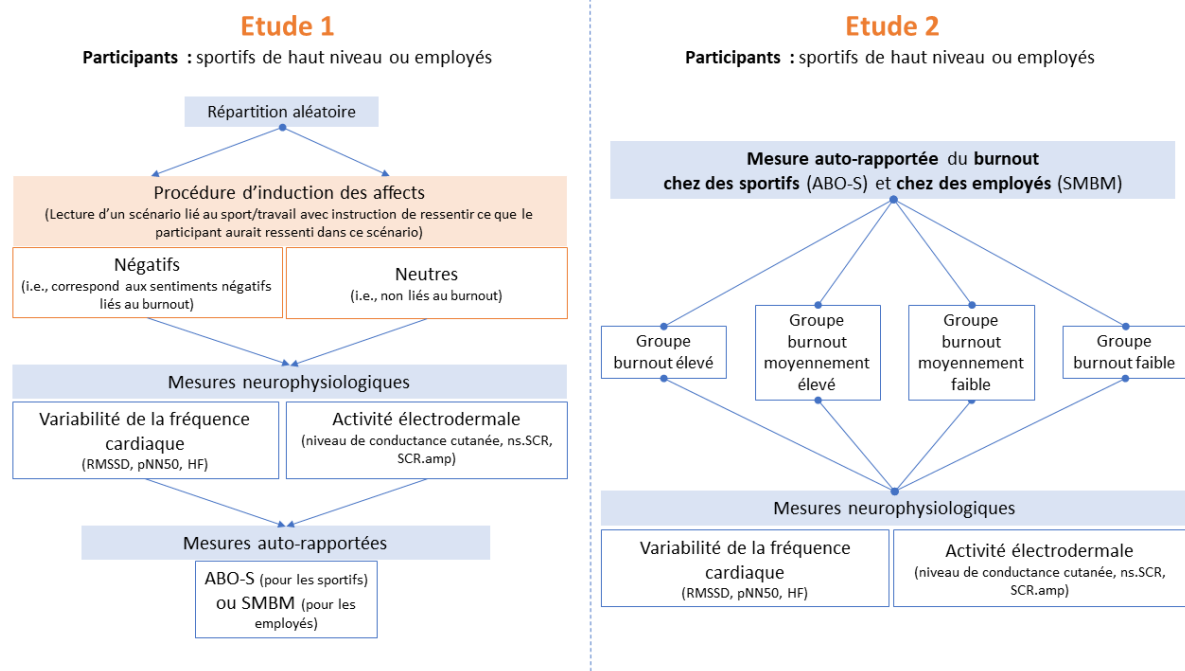 Etude 1
Participants : sportifs de haut niveau ou employés
Répartition aléatoire
Procédure d'induction des affects
(Lecture d'un scénario lié au sport/travail avec instruction de ressentir ce que le
participant aurait ressenti dans ce scénario)
Négatifs
(i.e., correspond aux sentiments négatifs
liés au burnout)
Neutres
(i.e., non liés au burnout)
Mesures neurophysiologiques
Variabilité de la fréquence
cardiaque
(RMSSD, pNN50, HF)
Activité électrodermale
(niveau de conductance cutanée, ns.SCR,
SCR.amp)
Mesures auto-rapportées
ABO-S (pour les sportifs)
ou SMBM (pour les
employés)
Etude 2
Participants : sportifs de haut niveau ou employés
Mesure auto-rapportée du burnout
chez des sportifs (ABO-S) et chez des employés (SMBM)
Groupe
burnout élevé
Groupe
burnout
moyennement
élevé
Groupe
burnout
moyennement
faible
Groupe
burnout faible
Mesures neurophysiologiques
Variabilité de la fréquence
cardiaque
(RMSSD, pNN50, HF)
Activité électrodermale
(niveau de conductance cutanée, ns.SCR,
SCR.amp)